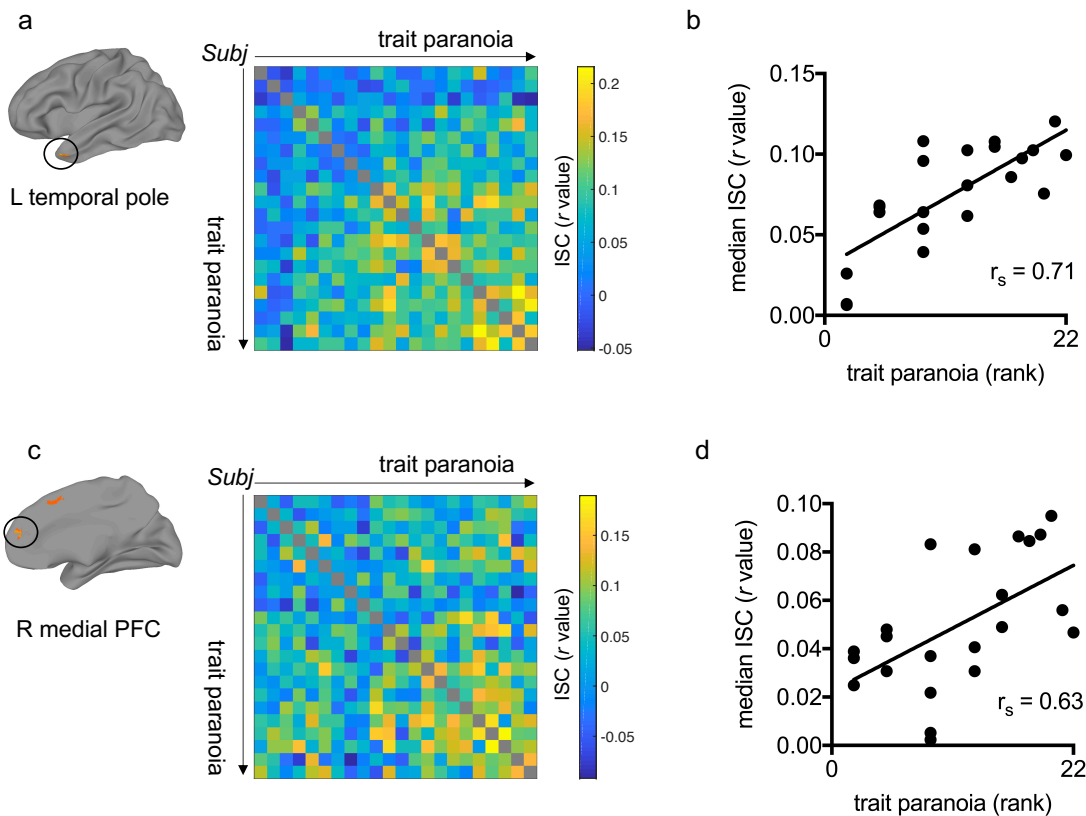 a
Subj
trait paranoia
L temporal pole
trait paranoia
0.2
0.15
0.1
0.05
0
-0.05
ISC (r value)
b
0.15
0.10
0.05
0.00
median ISC (r value)
rs = 0.71
0
22
trait paranoia (rank)
c
Subj
trait paranoia
R medial PFC
trait paranoia
0.15
0.1
0.05
0
-0.05
ISC (r value)
d
0.10
0.08
0.06
0.04
0.02
0.00
median ISC (r value)
rs = 0.63
0
22
trait paranoia (rank)